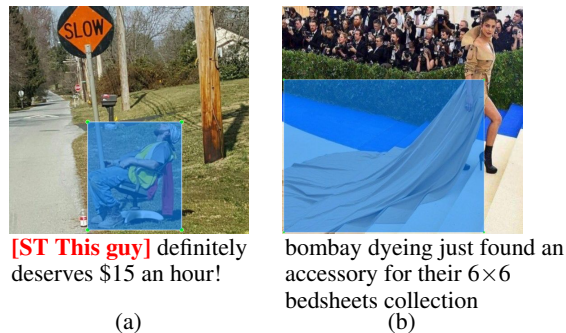 SLOW
[ST This guy] definitely
deserves $15 an hour!
(a)
bombay dyeing just found an
accessory for their 6×6
bedsheets collection
(b)